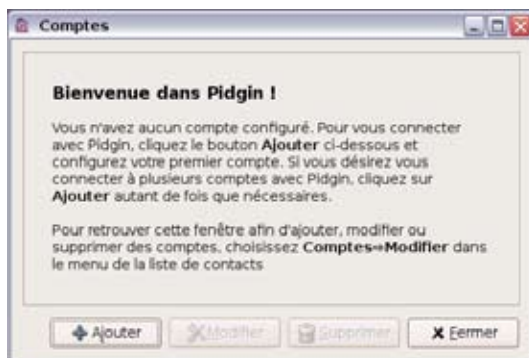 Comptes
Bienvenue dans Pidgin !
Vous n'avez aucun compte configuré. Pour vous connecter
avec Pidgin, cliquez le bouton Ajouter ci-dessous et
configurez votre premier compte. Si vous désirez vous
connecter à plusieurs comptes avec Pidgin, cliquez sur
Ajouter autant de fois que nécessaires.
Pour retrouver cette fenêtre afin d'ajouter, modifier ou
supprimer des comptes, choisissez Comptes⇒Modifier dans
le menu de la liste de contacts
Ajouter Modifier Supprimer Fermer